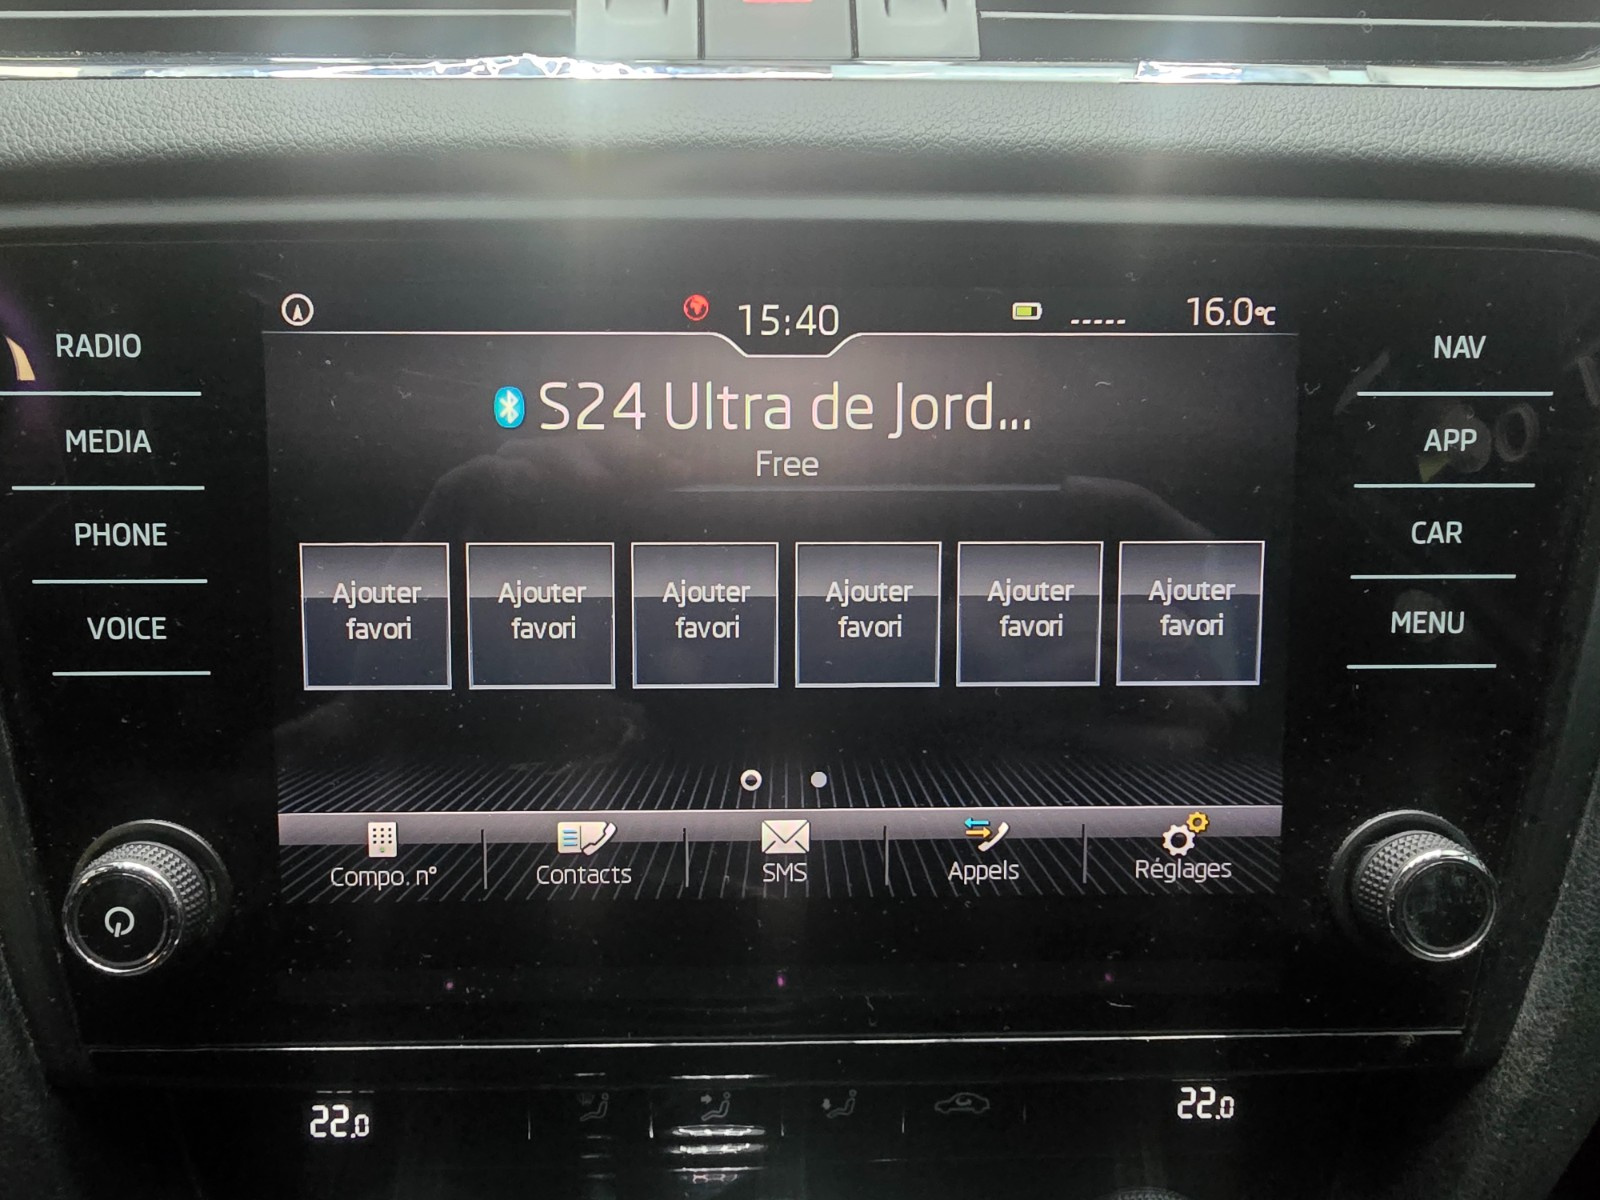 15:40
-----
16.0°C
RADIO
MEDIA
PHONE
VOICE
S24 Ultra de Jord...
Free
Ajouter
favori
Ajouter
favori
Ajouter
favori
Ajouter
favori
Ajouter
favori
Ajouter
favori
Compo. n°
Contacts
SMS
Appels
Réglages
NAV
APP
CAR
MENU
22.0
22.0